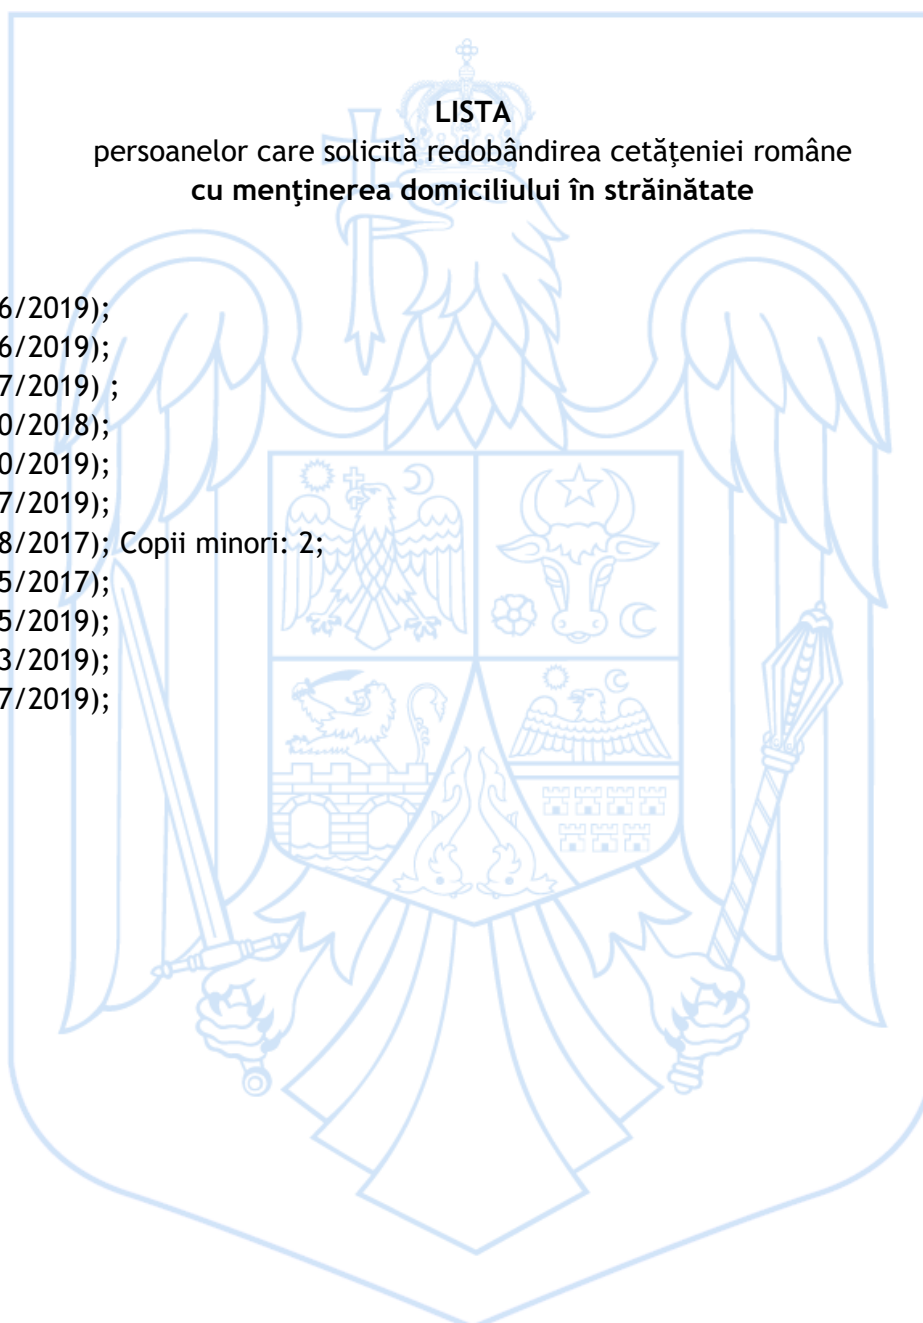 LISTA
persoanelor care solicită redobândirea cetăţeniei române
cu menţinerea domiciliului în străinătate
6/2019);
6/2019);
7/2019) ;
0/2018);
0/2019);
7/2019);
8/2017); Copii minori: 2;
5/2017);
5/2019);
3/2019);
7/2019);